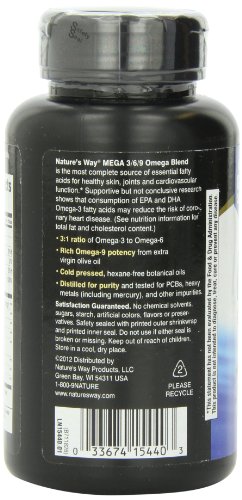 Safety
Seal
Nature's Way® MEGA 3/6/9 Omega Blend
is the most complete source of essential fatty
acids for healthy skin, joints and cardiovascular
function.* Supportive but not conclusive research
shows that consumption of EPA and DHA
Omega-3 fatty acids may reduce the risk of coro-
nary heart disease. (See nutrition information for
total fat and cholesterol content.)
• 3:1 ratio of Omega-3 to Omega-6
• Rich Omega-9 potency from extra
virgin olive oil
• Cold pressed, hexane-free botanical oils
• Distilled for purity and tested for PCBs, heavy
metals (including mercury), and other impurities
Satisfaction Guaranteed. No chemical solvents,
sugars, starch, artificial colors, flavors or preser-
vatives. Safety sealed with printed outer shrinkwrap
and printed inner seal. Do not use if either seal is
broken or missing. Keep out of reach of children.
Store in a cool, dry place.
©2012 Distributed by
Nature's Way Products, LLC
Green Bay, WI 54311 USA
1-800-9NATURE
www.naturesway.com
2
PLEASE
RECYCLE
LN15440.01
0 33674 15440 3
*This statement has not been evaluated by the Food & Drug Administration.
This product is not intended to diagnose, treat, cure or prevent any disease.